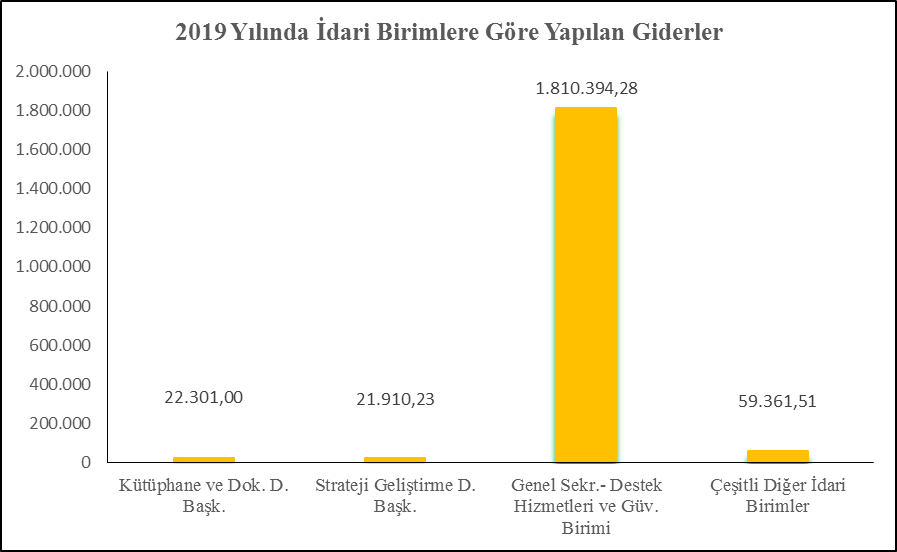 2019 Yılında İdari Birimlere Göre Yapılan Giderler
2.000.000
1.800.000
1.600.000
1.400.000
1.200.000
1.000.000
800.000
600.000
400.000
200.000
0
22.301,00
21.910,23
1.810.394,28
59.361,51
Kütüphane ve Dok. D.
Başk.
Strateji Geliştirme D.
Başk.
Genel Sekr.- Destek
Hizmetleri ve Güv.
Birimi
Çeşitli Diğer İdari
Birimler